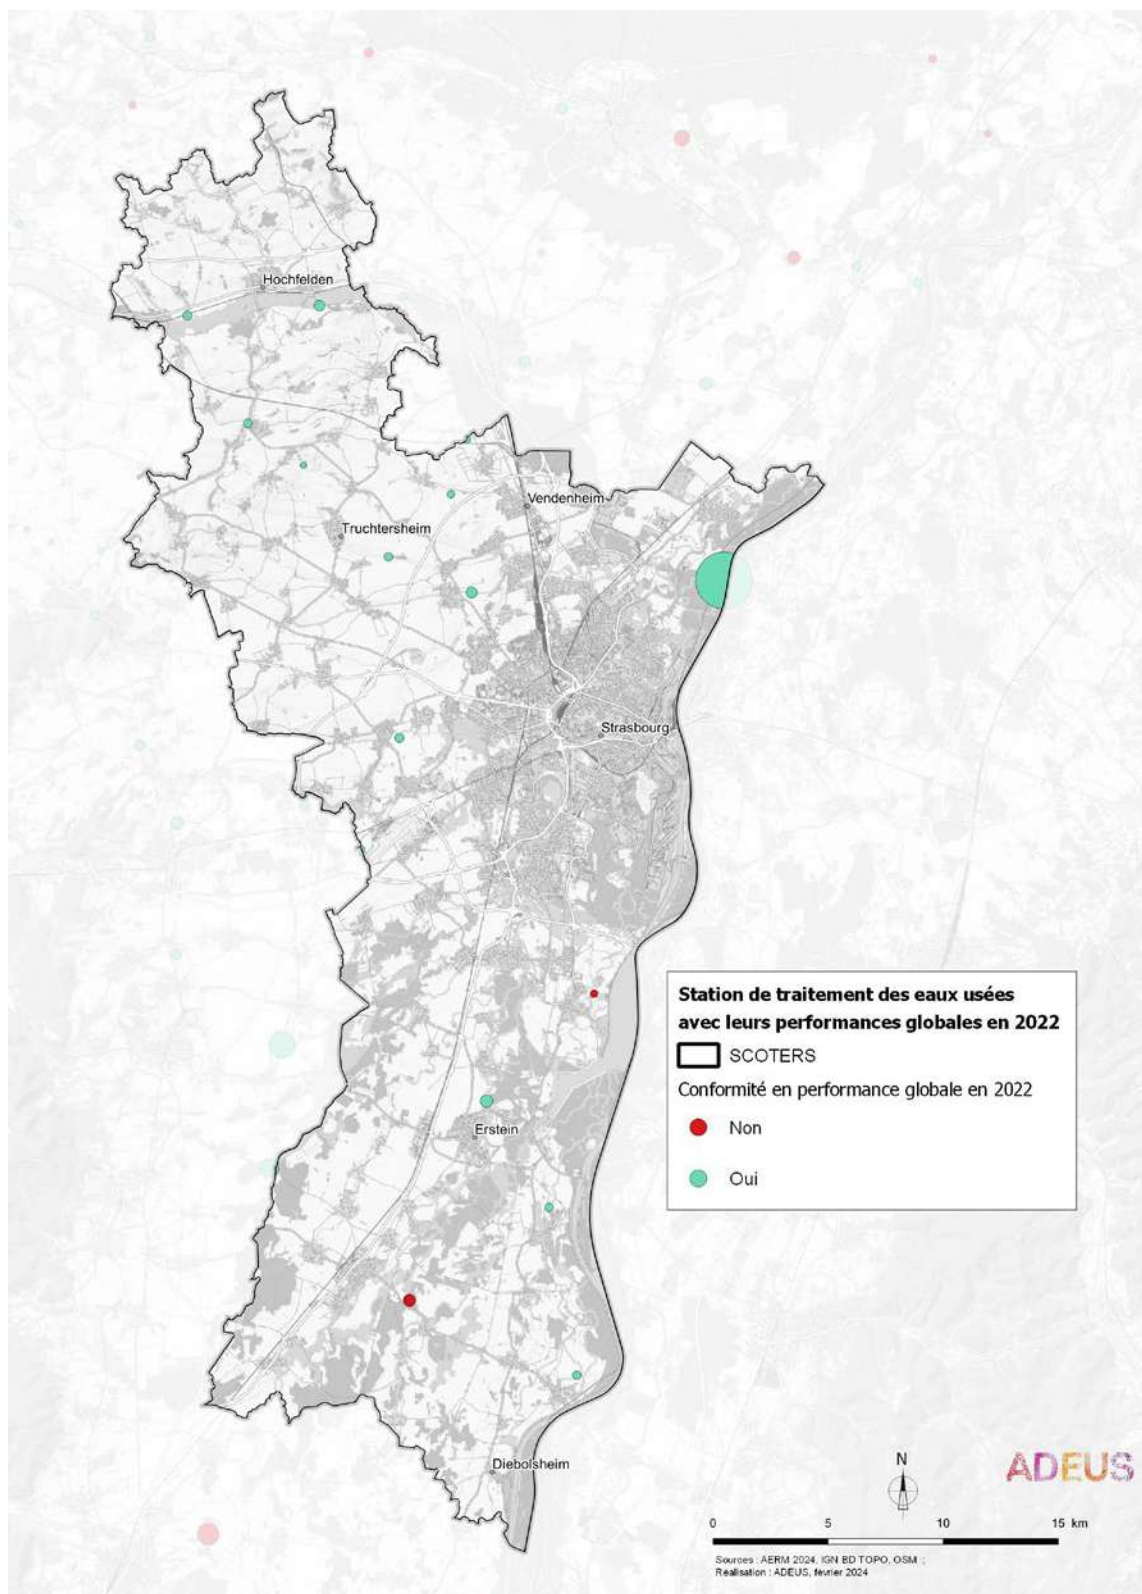 Hochfelden
Vendenheim
Truchtersheim
Strasbourg
Station de traitement des eaux usées
avec leurs performances globales en 2022
SCOTERS
Conformité en performance globale en 2022
Non
Oui
Erstein
Diebolsheim
N
ADEUS
0 5 10 15 km
Sources : AERM 2024, IGN BD TOPO, OSM ;
Réalisation : ADEUS, février 2024